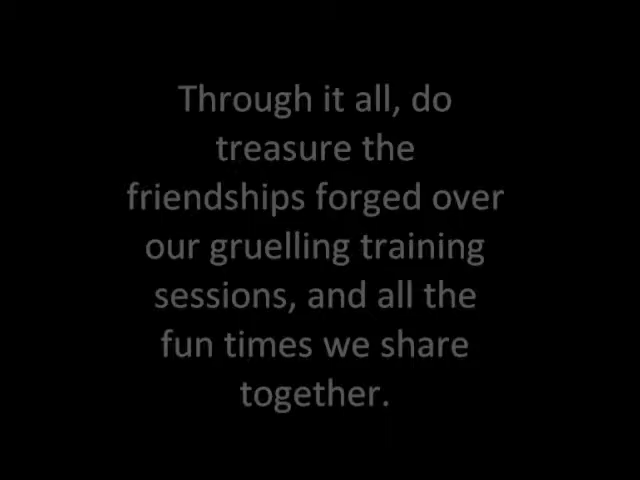 Through it all, do
treasure the
friendships forged over
our gruelling training
sessions, and all the
fun times we share
together.